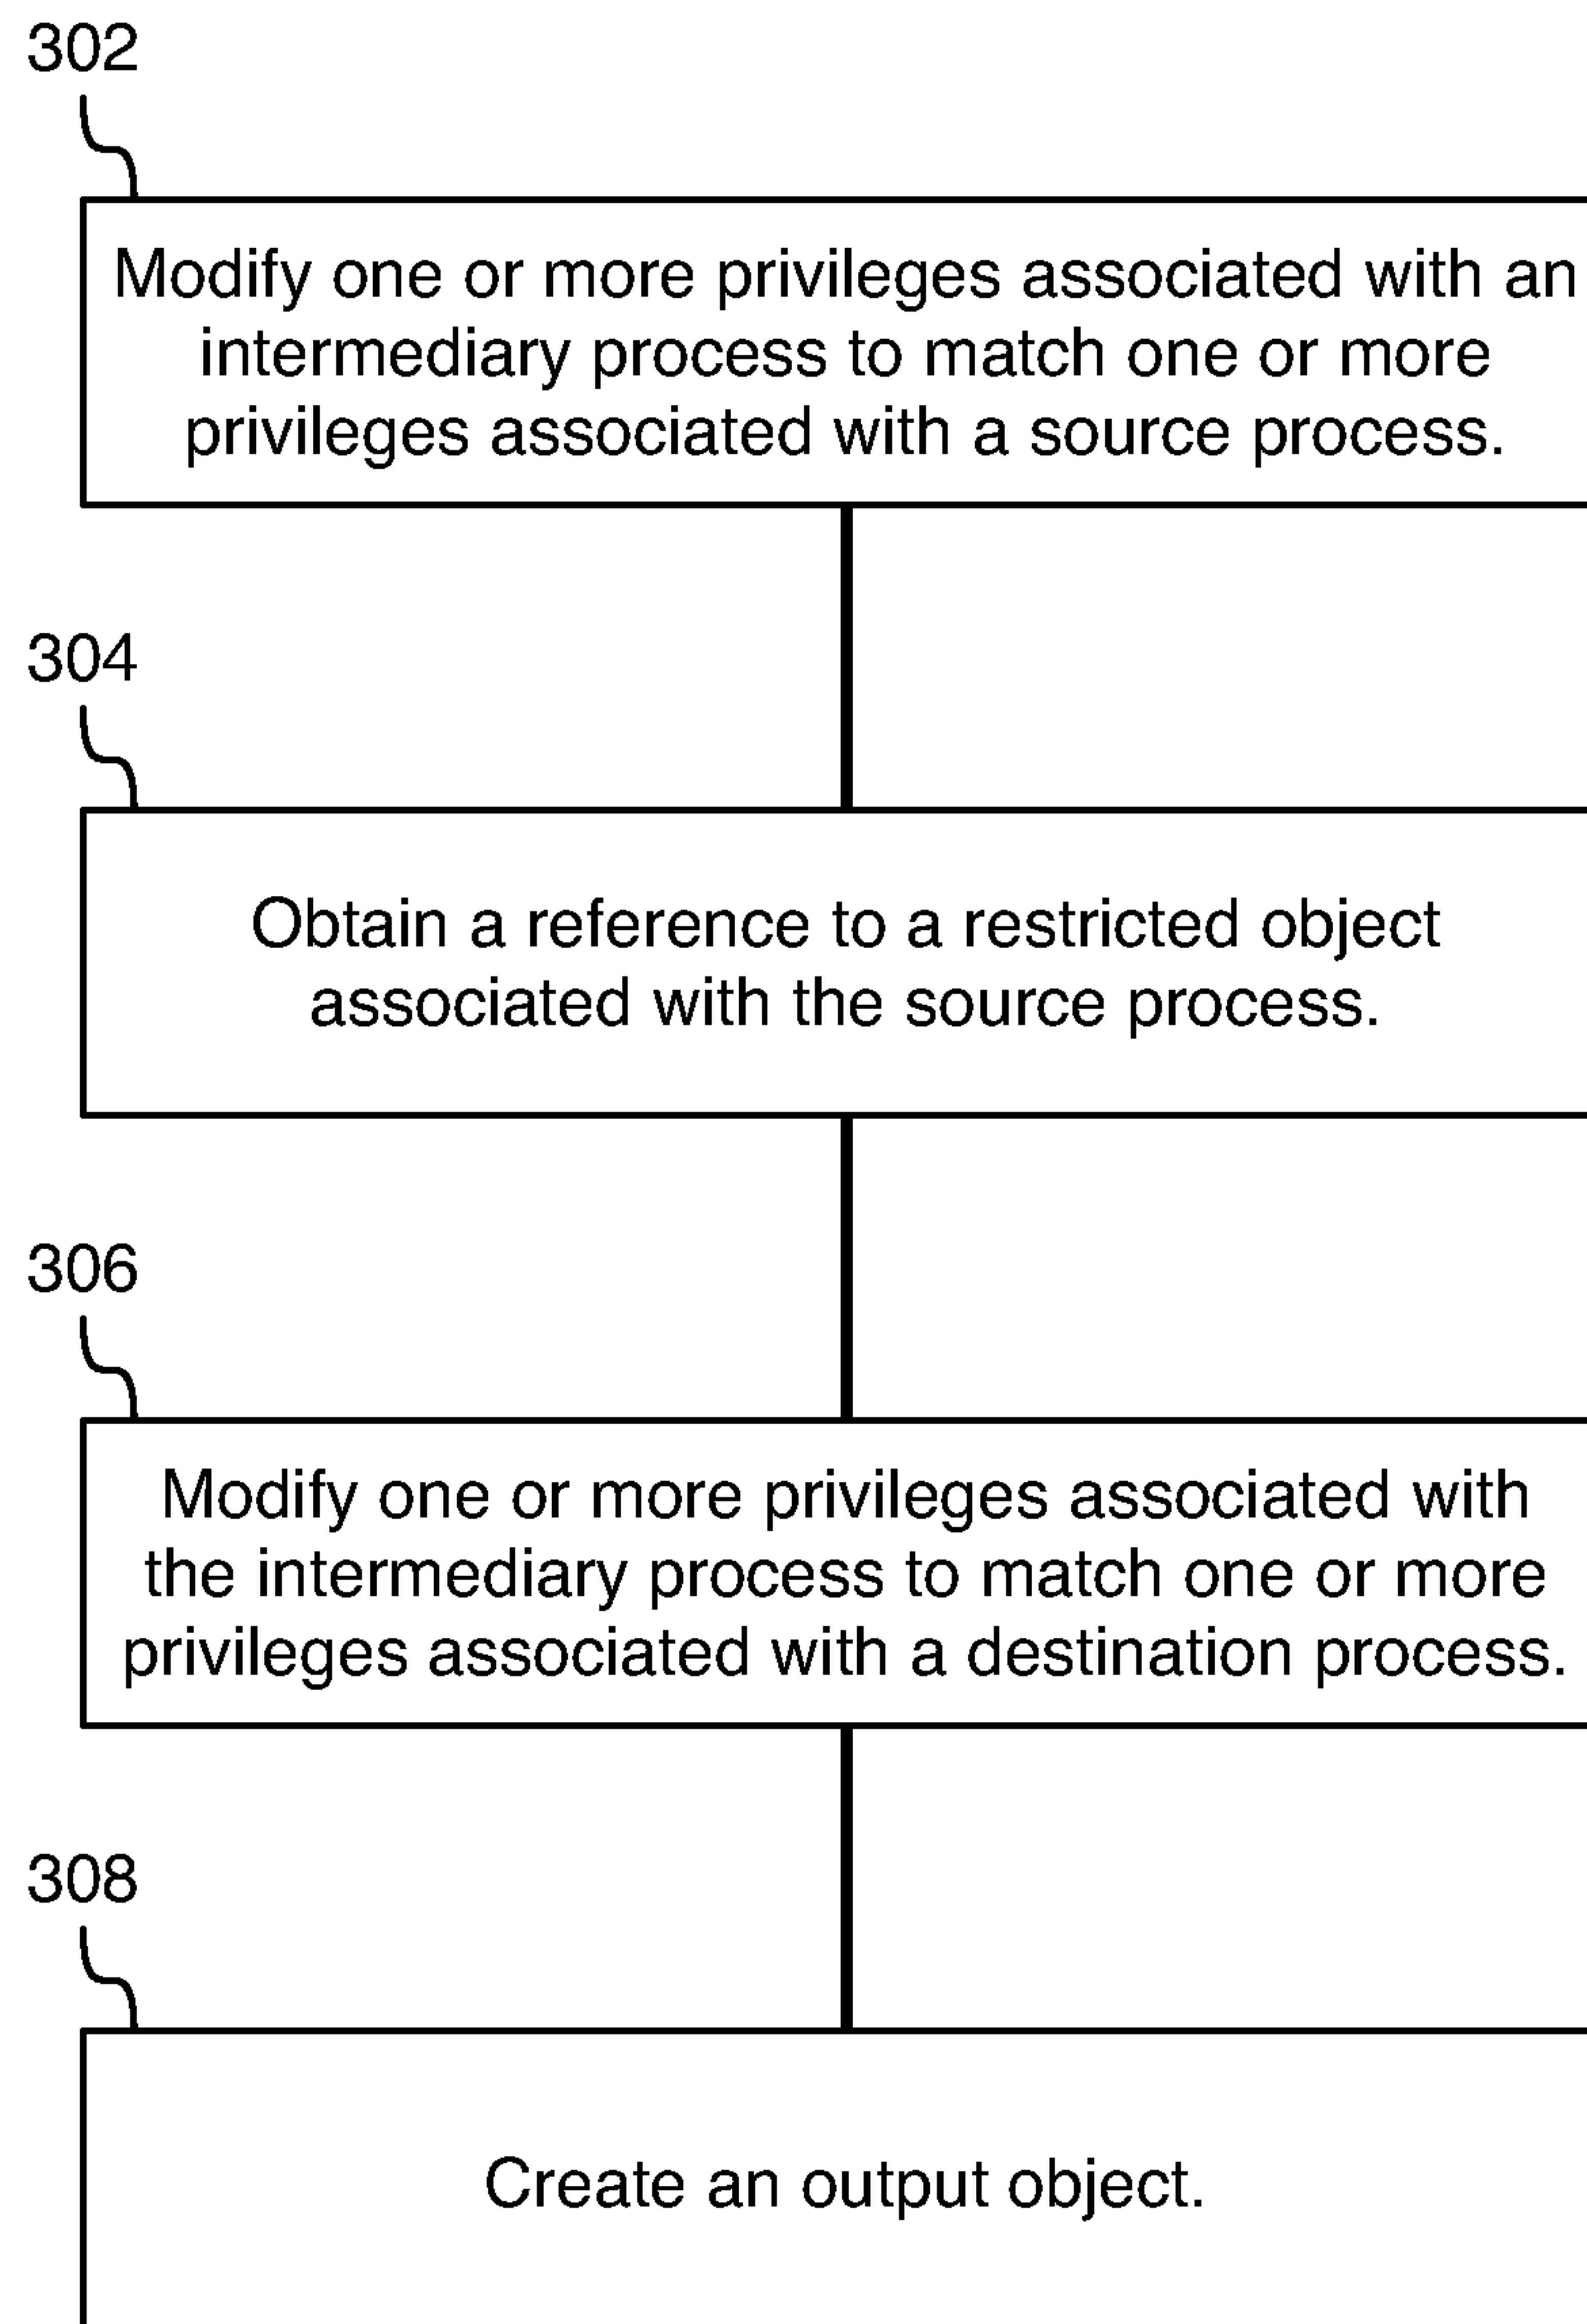 302
Modify one or more privileges associated with an
intermediary process to match one or more
privileges associated with a source process.
304
Obtain a reference to a restricted object
associated with the source process.
306
Modify one or more privileges associated with
the intermediary process to match one or more
privileges associated with a destination process.
308
Create an output object.